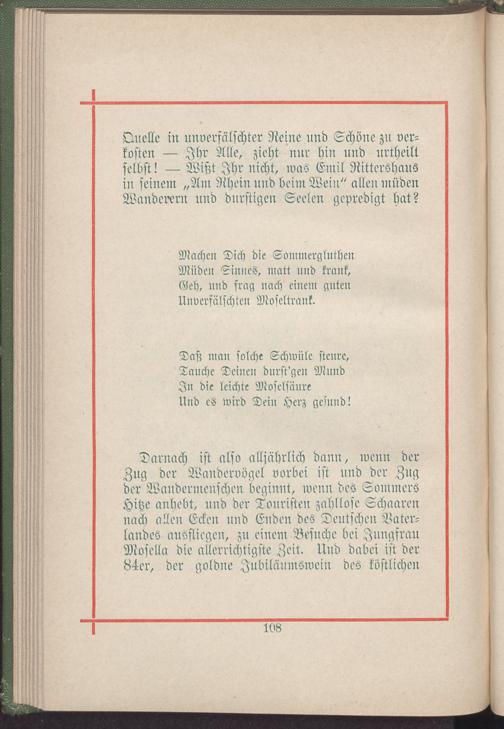 Quelle in unverfälschter Reine und Schöne zu ver-
kosten — Ihr Alle, zieht nur hin und urtheilt
selbst! — Wißt Ihr nicht, was Emil Rittershaus
in seinem „Am Rhein und beim Wein“ allen müden
Wanderern und durstigen Seelen gepredigt hat?
Machen Dich die Sommergluthen
Müden Sinnes, matt und krank,
Geh, und frag nach einem guten
Unverfälschten Moseltrank.
Daß man solche Schwüle steure,
Tauche Deinen durst'gen Mund
In die leichte Moselsäure
Und es wird Dein Herz gesund!
Darnach ist also alljährlich dann, wenn der
Zug der Wandervögel vorbei ist und der Zug
der Wandermenschen beginnt, wenn des Sommers
Hitze anhebt, und der Touristen zahllose Schaaren
nach allen Ecken und Enden des Deutschen Vater-
landes ausfliegen, zu einem Besuche bei Jungfrau
Mosella die allerrichtigste Zeit. Und dabei ist der
84er, der goldne Jubiläumswein des köstlichen
108